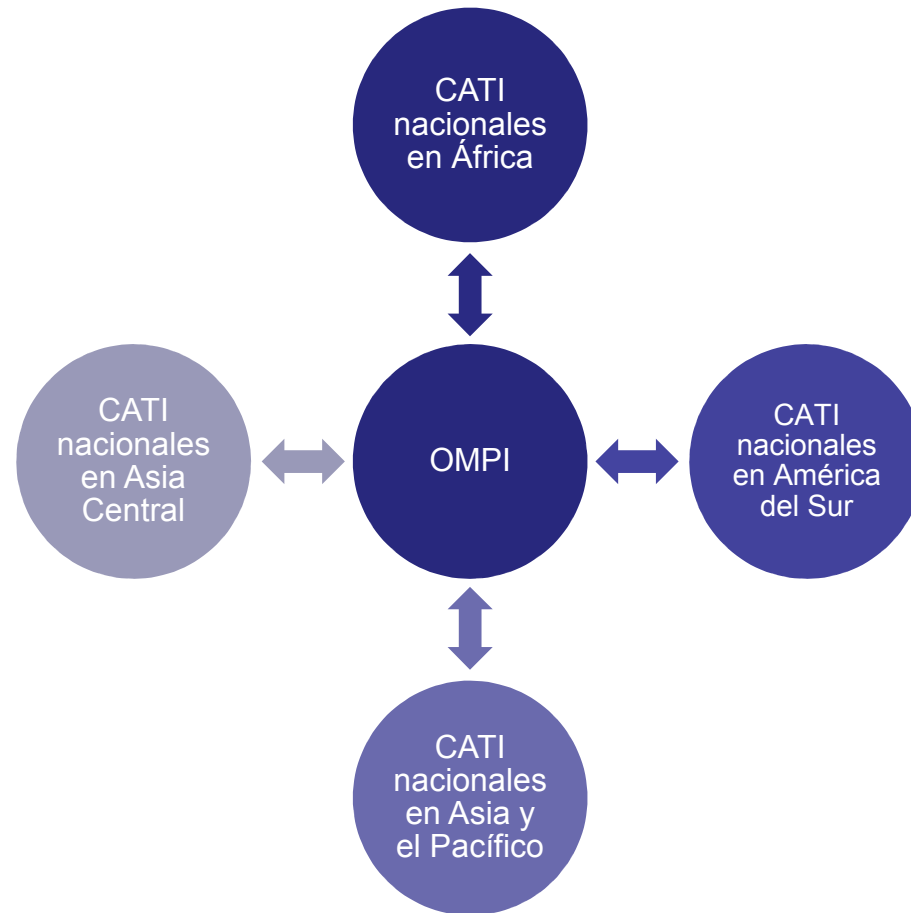 CATI
nacionales
en África
CATI
nacionales
en Asia
Central
OMPI
CATI
nacionales
en América
del Sur
CATI
nacionales
en Asia y
el Pacífico